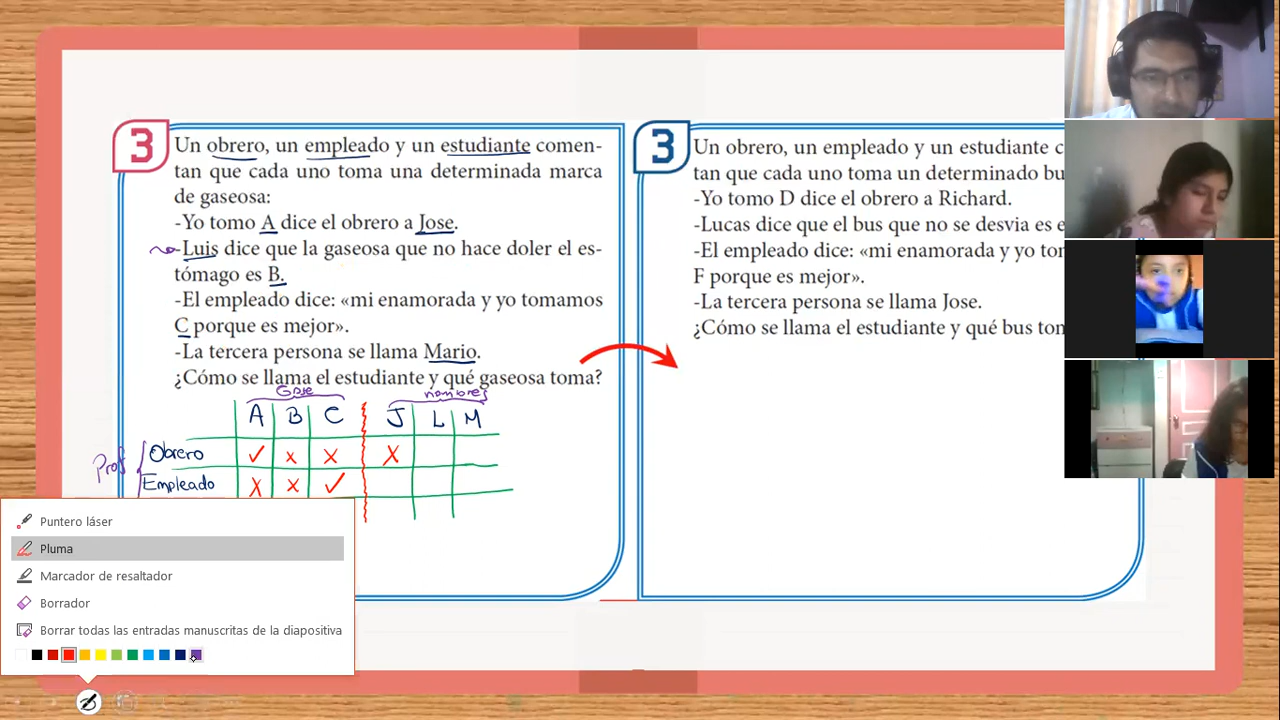 3
Un obrero, un empleado y un estudiante comen-
tan que cada uno toma una determinada marca
de gaseosa:
-Yo tomo A dice el obrero a Jose.
-Luis dice que la gaseosa que no hace doler el es-
tómago es B.
-El empleado dice: «mi enamorada y yo tomamos
C porque es mejor».
-La tercera persona se llama Mario.
¿Cómo se llama el estudiante y qué gaseosa toma?
Gase nombres
A B C J L M
Prof
Obrero ✓ x x X
Empleado X x ✓
3
Un obrero, un empleado y un estudiante c
tan que cada uno toma un determinado bu
-Yo tomo D dice el obrero a Richard.
-Lucas dice que el bus que no se desvia es e
-El empleado dice: «mi enamorada y yo ton
F porque es mejor».
-La tercera persona se llama Jose.
¿Cómo se llama el estudiante y qué bus ton
Puntero láser
Pluma
Marcador de resaltador
Borrador
Borrar todas las entradas manuscritas de la diapositiva